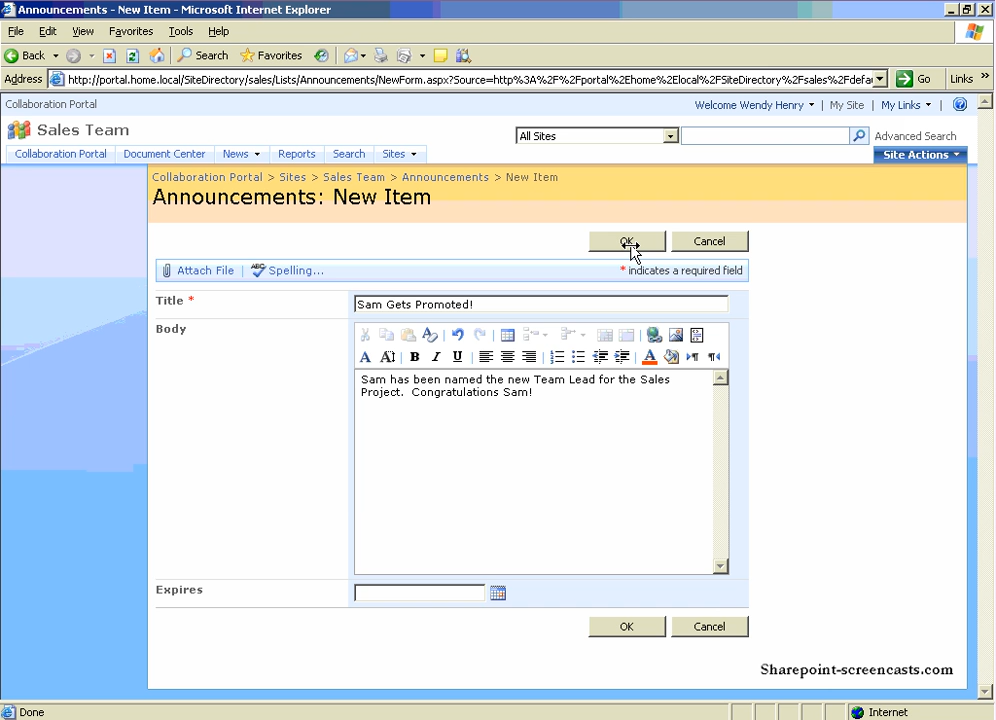 Announcements - New Item - Microsoft Internet Explorer
File Edit View Favorites Tools Help
Back Search Favorites
Address http://portal.home.local/SiteDirectory/sales/Lists/Announcements/NewForm.aspx?Source=http%3A%2F%2Fportal%2Ehome%2Elocal%2FSiteDirectory%2Fsales%2Fdefa Go Links »
Collaboration Portal Welcome Wendy Henry My Site My Links
Sales Team All Sites Advanced Search
Collaboration Portal Document Center News Reports Search Sites Site Actions
Collaboration Portal > Sites > Sales Team > Announcements > New Item
Announcements: New Item
OK Cancel
Attach File | ABC Spelling... * indicates a required field
Title * Sam Gets Promoted!
Body
A B I U A
Sam has been named the new Team Lead for the Sales
Project. Congratulations Sam!
Expires
OK Cancel
Sharepoint-screencasts.com
Done Internet